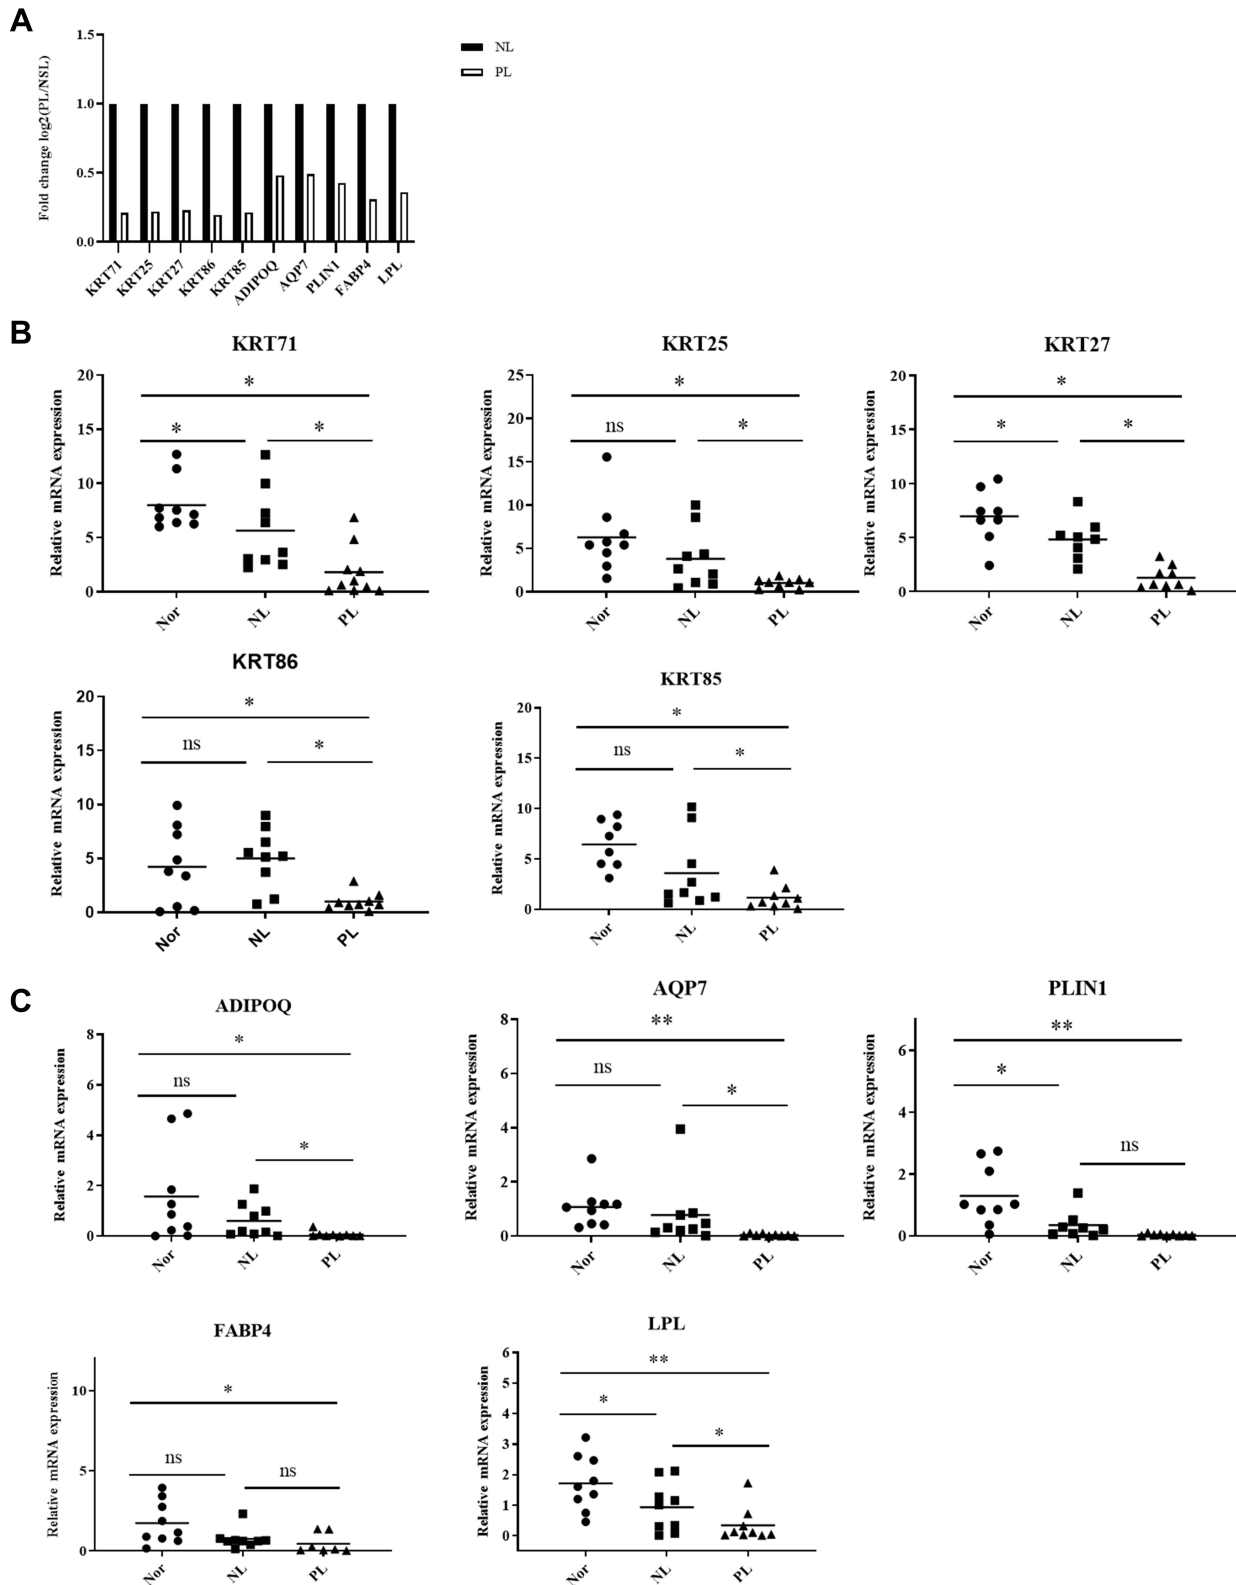 A
Fold change log2(PL/NSL)
1.5
1.0
0.5
0.0
KRT71
KRT25
KRT27
KRT86
KRT85
ADIPOQ
AQP7
PLIN1
FABP4
LPL
NL
PL
B
KRT71
Relative mRNA expression
20
15
10
5
0
*
*
*
Nor
NL
PL
KRT25
Relative mRNA expression
25
20
15
10
5
0
*
ns
*
Nor
NL
PL
KRT27
Relative mRNA expression
20
15
10
5
0
*
*
*
Nor
NL
PL
KRT86
Relative mRNA expression
20
15
10
5
0
*
ns
*
Nor
NL
PL
KRT85
Relative mRNA expression
20
15
10
5
0
*
ns
*
Nor
NL
PL
C
ADIPOQ
Relative mRNA expression
8
6
4
2
0
*
ns
*
Nor
NL
PL
AQP7
Relative mRNA expression
8
6
4
2
0
**
ns
*
Nor
NL
PL
PLIN1
Relative mRNA expression
6
4
2
0
**
*
ns
Nor
NL
PL
FABP4
Relative mRNA expression
10
5
0
*
ns
ns
Nor
NL
PL
LPL
Relative mRNA expression
6
5
4
3
2
1
0
**
*
*
Nor
NL
PL